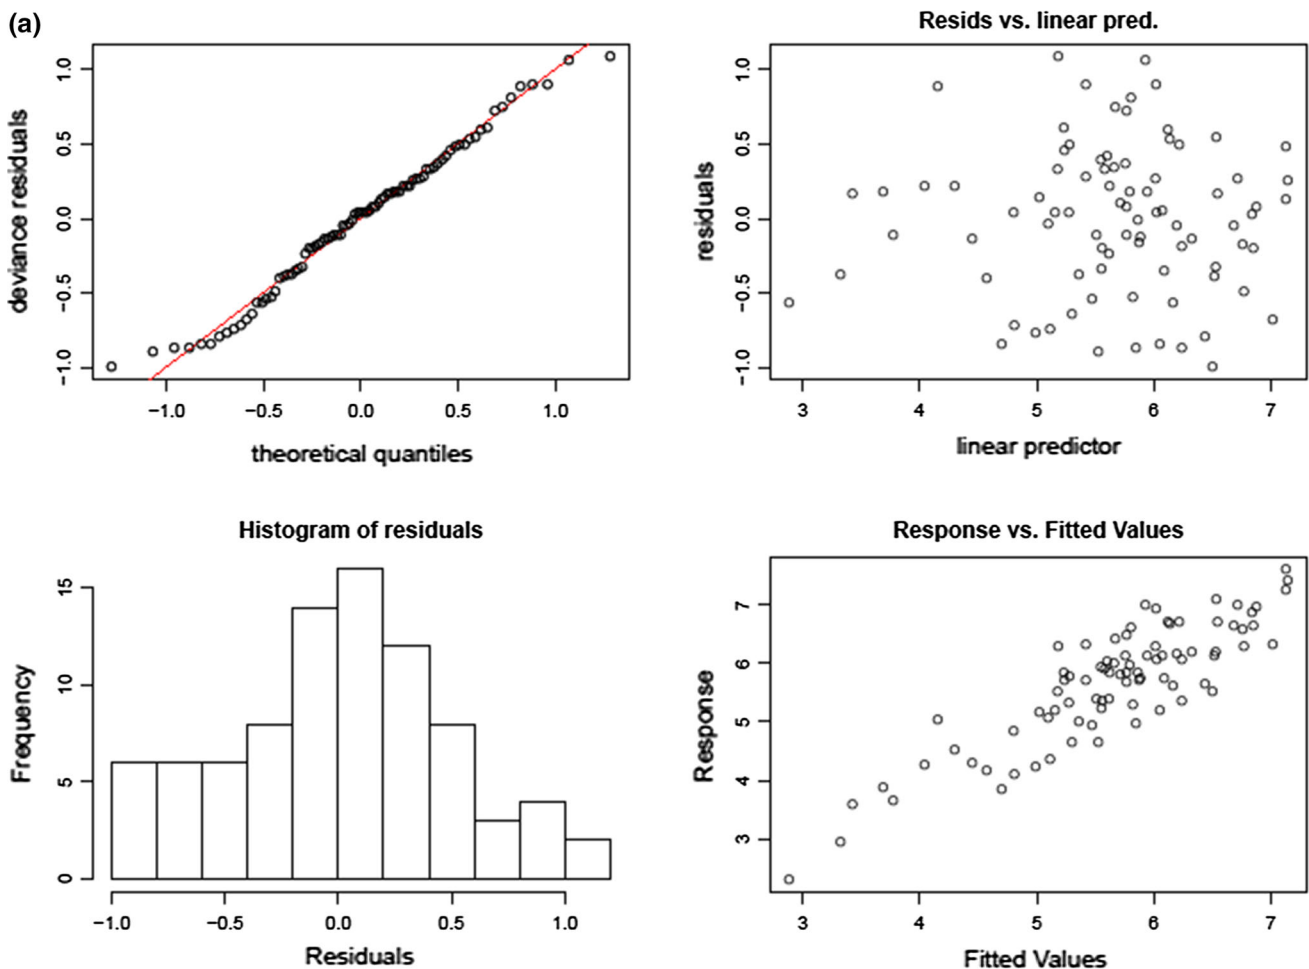 (a)
deviance residuals
1.0
0.5
0.0
−0.5
−1.0
−1.0 −0.5 0.0 0.5 1.0
theoretical quantiles
Resids vs. linear pred.
residuals
1.0
0.5
0.0
−0.5
−1.0
3 4 5 6 7
linear predictor
Histogram of residuals
Frequency
15
10
5
0
−1.0 −0.5 0.0 0.5 1.0
Residuals
Response vs. Fitted Values
Response
7
6
5
4
3
3 4 5 6 7
Fitted Values